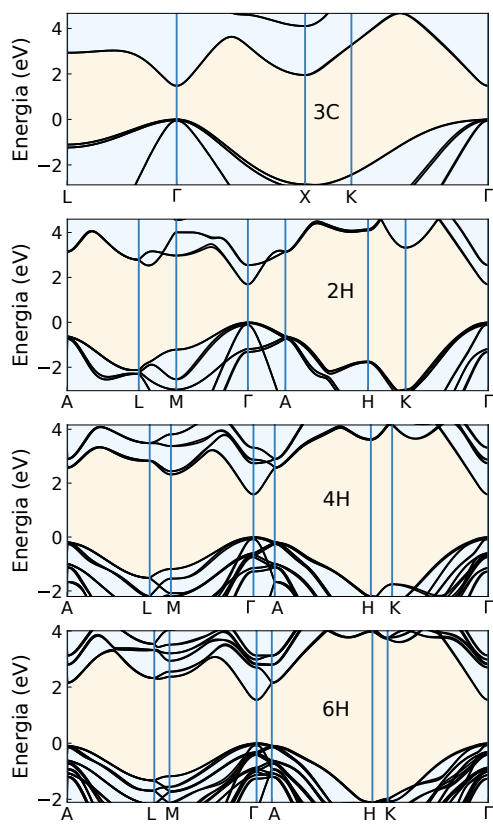 Energia (eV)
4
2
0
−2
3C
L Γ X K Γ
Energia (eV)
4
2
0
−2
2H
A L M Γ A H K Γ
Energia (eV)
4
2
0
−2
4H
A L M Γ A H K Γ
Energia (eV)
4
2
0
−2
6H
A L M Γ A H K Γ